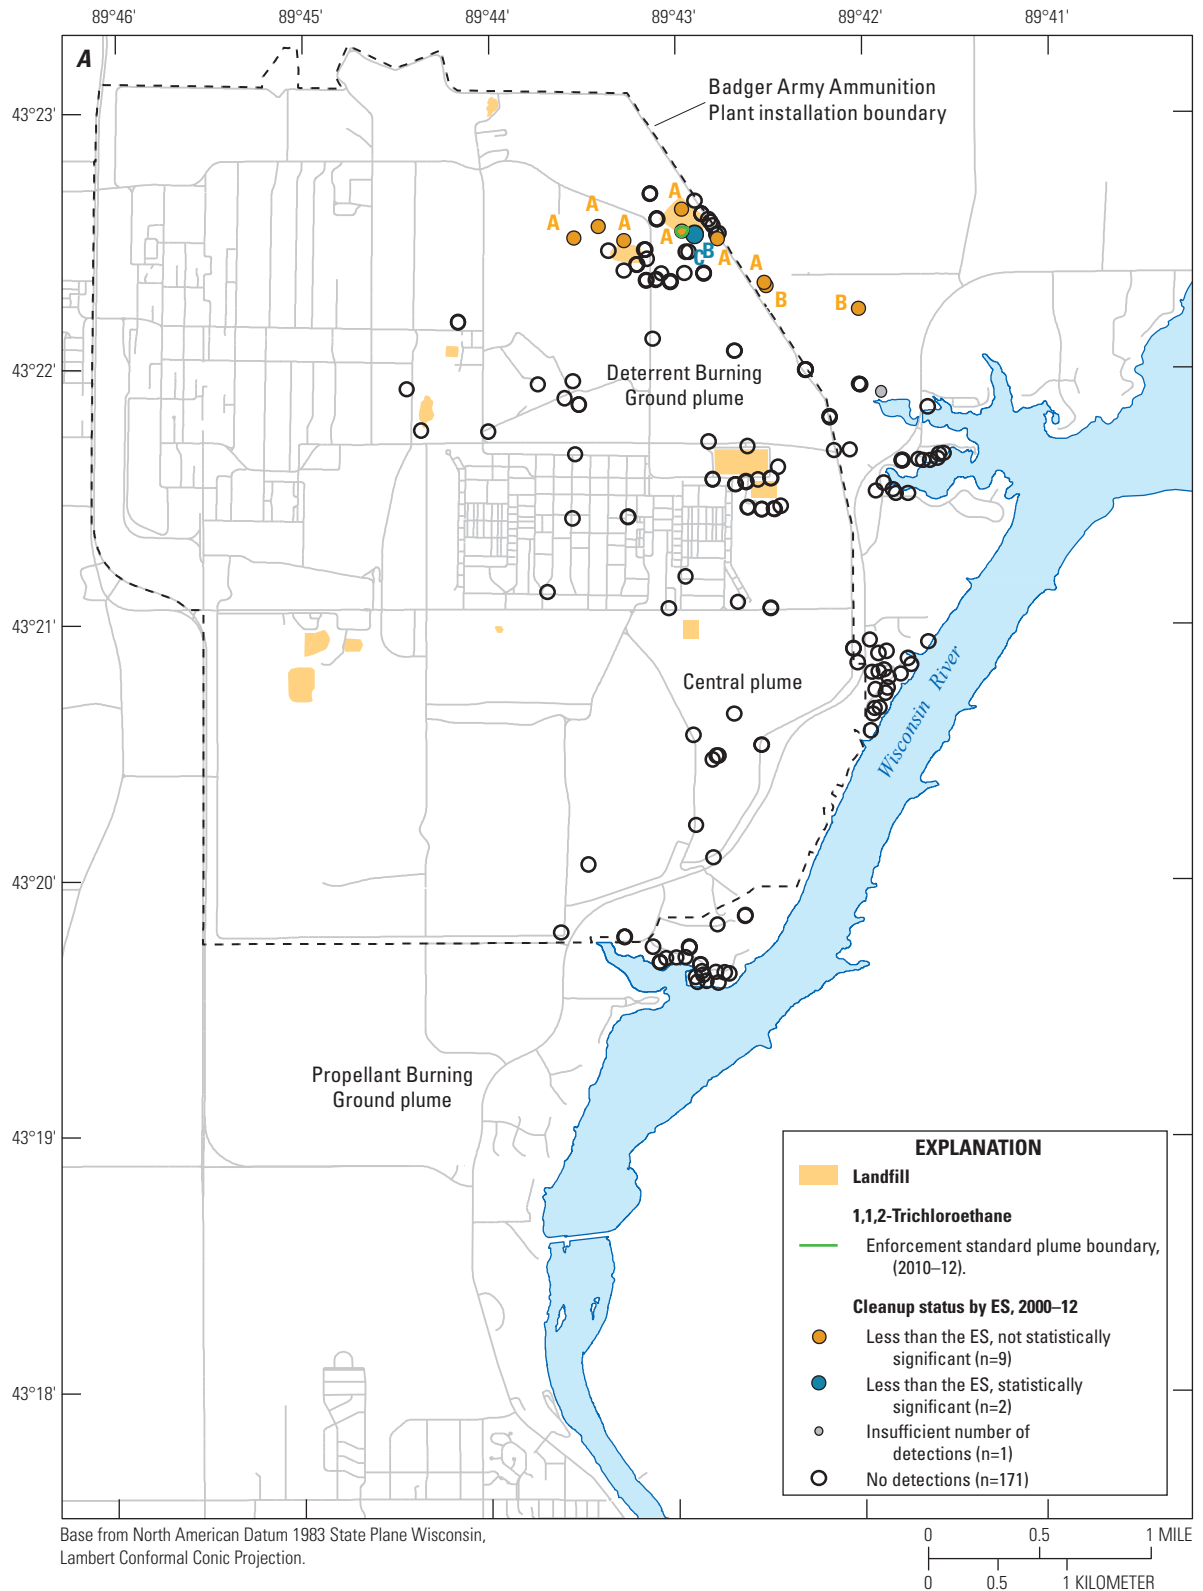 89°46' 89°45' 89°44' 89°43' 89°42' 89°41'
A
Badger Army Ammunition
Plant installation boundary
43°23'
A
A
A
A
A
A
B
C
A
A
B
B
43°22'
Deterrent Burning
Ground plume
43°21'
Central plume
Wisconsin River
43°20'
Propellant Burning
Ground plume
43°19'
43°18'
EXPLANATION
Landfill
1,1,2-Trichloroethane
Enforcement standard plume boundary,
(2010–12).
Cleanup status by ES, 2000–12
Less than the ES, not statistically
significant (n=9)
Less than the ES, statistically
significant (n=2)
Insufficient number of
detections (n=1)
No detections (n=171)
Base from North American Datum 1983 State Plane Wisconsin,
Lambert Conformal Conic Projection.
0 0.5 1 MILE
0 0.5 1 KILOMETER